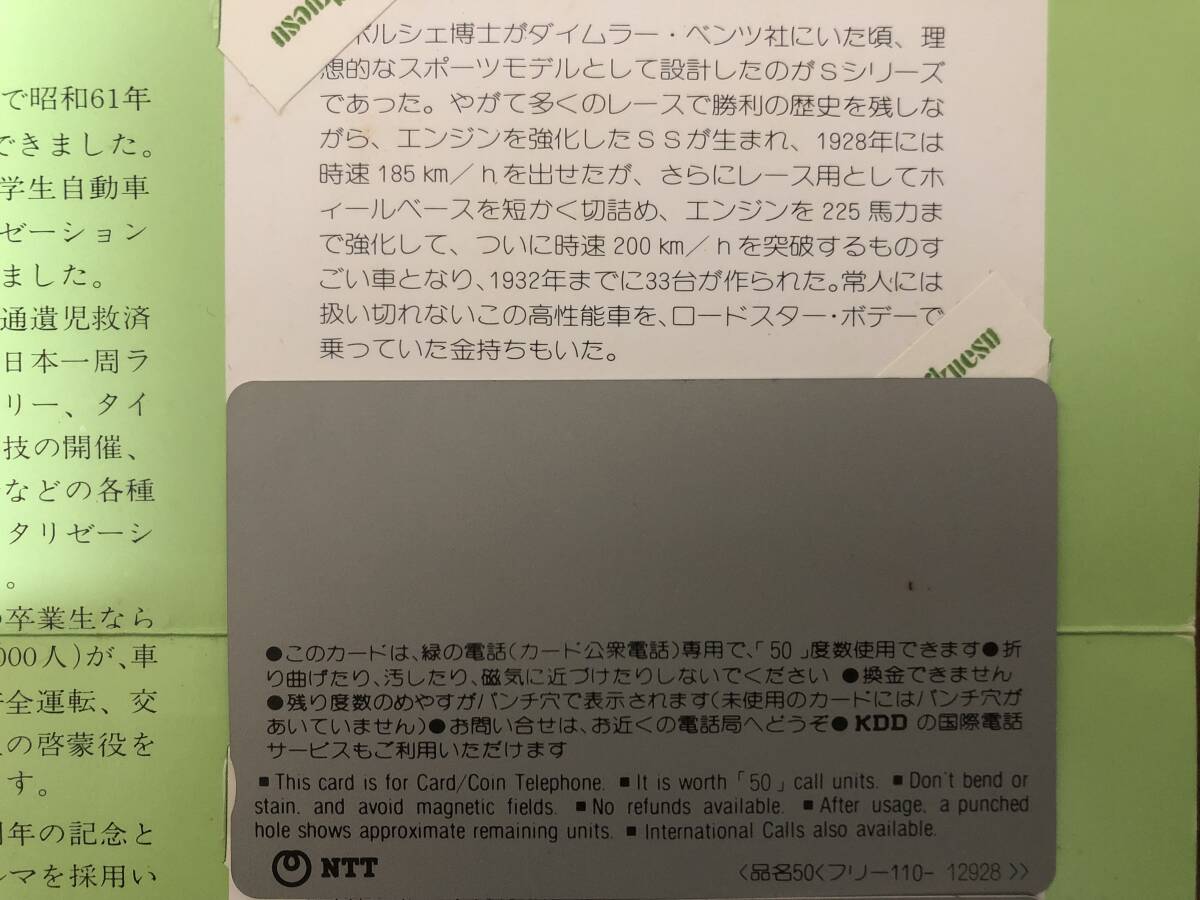 で昭和61年
できました。
学生自動車
ゼーション
ました。
通遺児救済
日本一周ラ
リー、タイ
技の開催、
などの各種
タリゼーシ
。
卒業生なら
000人)が、車
全運転、交
の啓蒙役を
す。
周年の記念と
ルマを採用い
ポルシェ博士がダイムラー・ベンツ社にいた頃、理
想的なスポーツモデルとして設計したのがSシリーズ
であった。やがて多くのレースで勝利の歴史を残しな
がら、エンジンを強化したSSが生まれ、1928年には
時速185km/hを出せたが、さらにレース用としてホ
ィールベースを短かく切詰め、エンジンを225馬力ま
で強化して、ついに時速200km/hを突破するものす
ごい車となり、1932年までに33台が作られた。常人には
扱い切れないこの高性能車を、ロードスター・ボデーで
乗っていた金持ちもいた。
●このカードは、緑の電話(カード公衆電話)専用で、「50」度数使用できます●折
り曲げたり、汚したり、磁気に近づけたりしないでください ●換金できません
●残り度数のめやすがパンチ穴で表示されます(未使用のカードにはパンチ穴が
あいていません)●お問い合せは、お近くの電話局へどうぞ● KDD の国際電話
サービスもご利用いただけます
■ This card is for Card/Coin Telephone. ■ It is worth「50」call units. ■ Don't bend or
stain, and avoid magnetic fields. ■ No refunds available. ■ After usage, a punched
hole shows approximate remaining units. ■ International Calls also available.
NTT
〈品名50〈フリー110- 12928 》〉